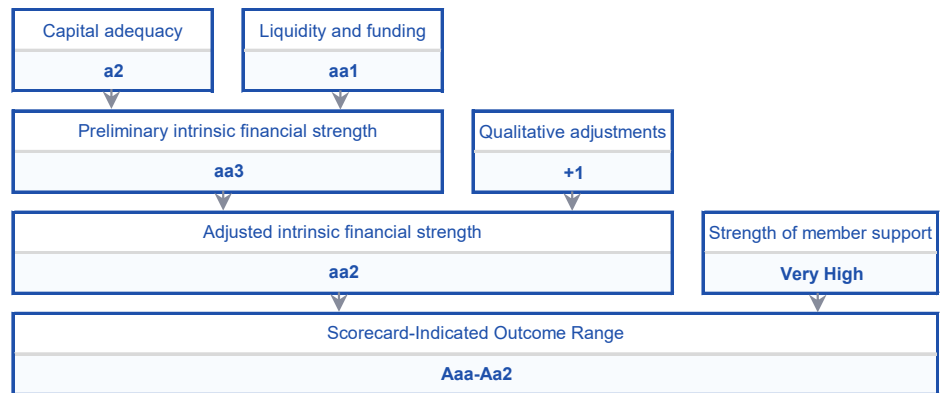 Capital adequacy
Liquidity and funding
a2
aa1
Preliminary intrinsic financial strength
Qualitative adjustments
aa3
+1
Adjusted intrinsic financial strength
Strength of member support
aa2
Very High
Scorecard-Indicated Outcome Range
Aaa-Aa2